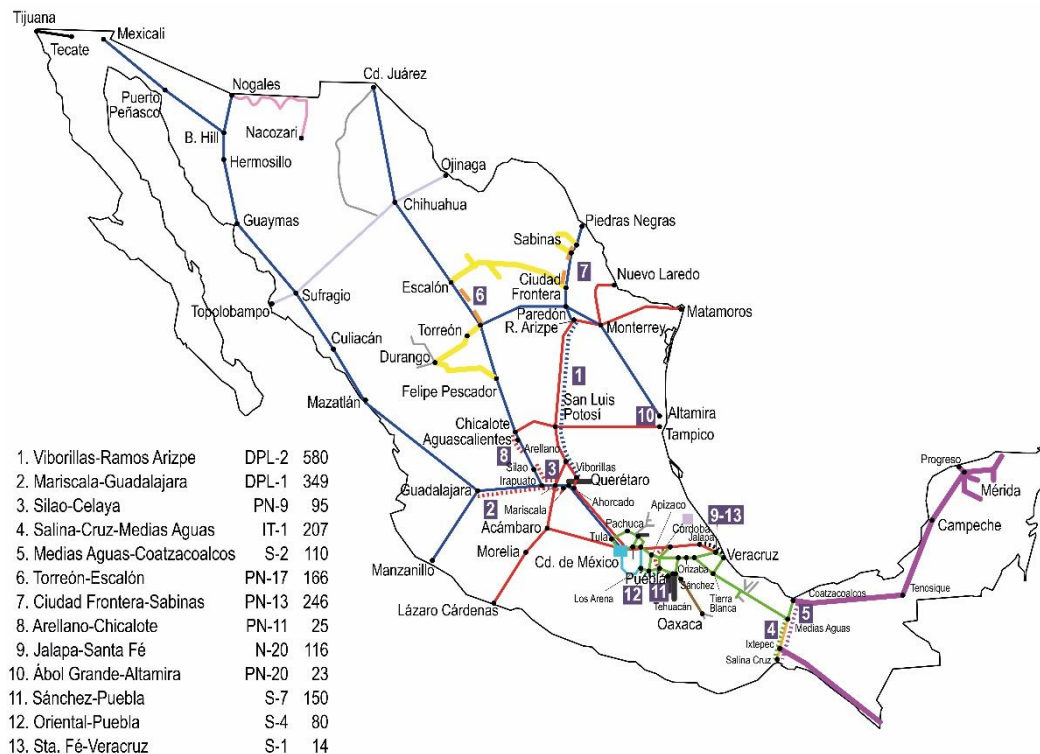 Tijuana
Mexicali
Tecate
Nogales
Cd. Juárez
Puerto
Peñasco
B. Hill
Nacozari
Hermosillo
Ojinaga
Chihuahua
Guaymas
Piedras Negras
Sabinas
Nuevo Laredo
Escalón
6
Ciudad
Frontera
7
Sufragio
Topolobampo
Paredón
R. Arizpe
Matamoros
Monterrey
Torreón
Culiacán
Durango
1
Felipe Pescador
Mazatlán
San Luis
Potosí
10
Altamira
Tampico
Chicalote
Aguascalientes
Arellano
8
Silao
Irapuato
3
Viborillas
Querétaro
Guadalajara
2
Mariscala
Ahorcado
Apizaco
9-13
Progreso
Mérida
Acámbaro
Pachuca
Tula
Córdoba
Jalapa
Campeche
Morelia
Cd. de México
Veracruz
Manzanillo
Puebla
Orizaba
Los Arena
12
11
Sánchez
Tierra
Blanca
Coatzacoalcos
Tenosique
Lázaro Cárdenas
Tehuacán
Oaxaca
4
5
Medias Aguas
Ixtepec
Salina Cruz
1. Viborillas-Ramos Arizpe DPL-2 580
2. Mariscala-Guadalajara DPL-1 349
3. Silao-Celaya PN-9 95
4. Salina-Cruz-Medias Aguas IT-1 207
5. Medias Aguas-Coatzacoalcos S-2 110
6. Torreón-Escalón PN-17 166
7. Ciudad Frontera-Sabinas PN-13 246
8. Arellano-Chicalote PN-11 25
9. Jalapa-Santa Fé N-20 116
10. Ábol Grande-Altamira PN-20 23
11. Sánchez-Puebla S-7 150
12. Oriental-Puebla S-4 80
13. Sta. Fé-Veracruz S-1 14